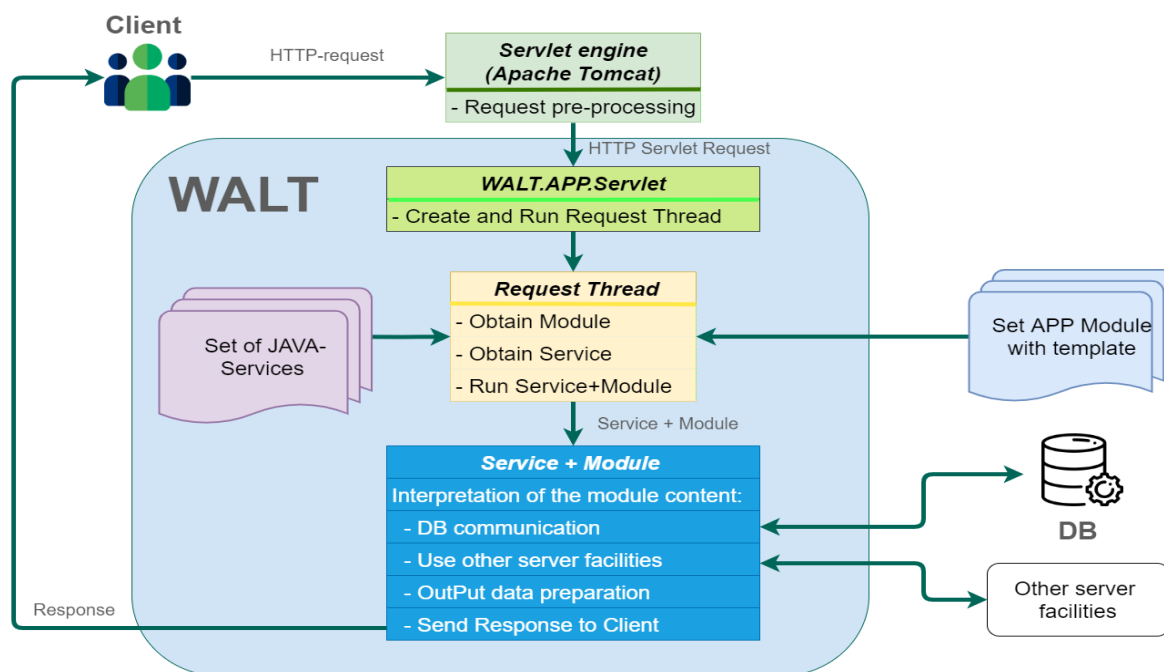 Client
HTTP-request
Servlet engine
(Apache Tomcat)
- Request pre-processing
HTTP Servlet Request
WALT
WALT.APP.Servlet
- Create and Run Request Thread
Request Thread
- Obtain Module
- Obtain Service
- Run Service+Module
Set of JAVA-
Services
Set APP Module
with template
Service + Module
Service + Module
Interpretation of the module content:
- DB communication
- Use other server facilities
- OutPut data preparation
- Send Response to Client
DB
Other server
facilities
Response